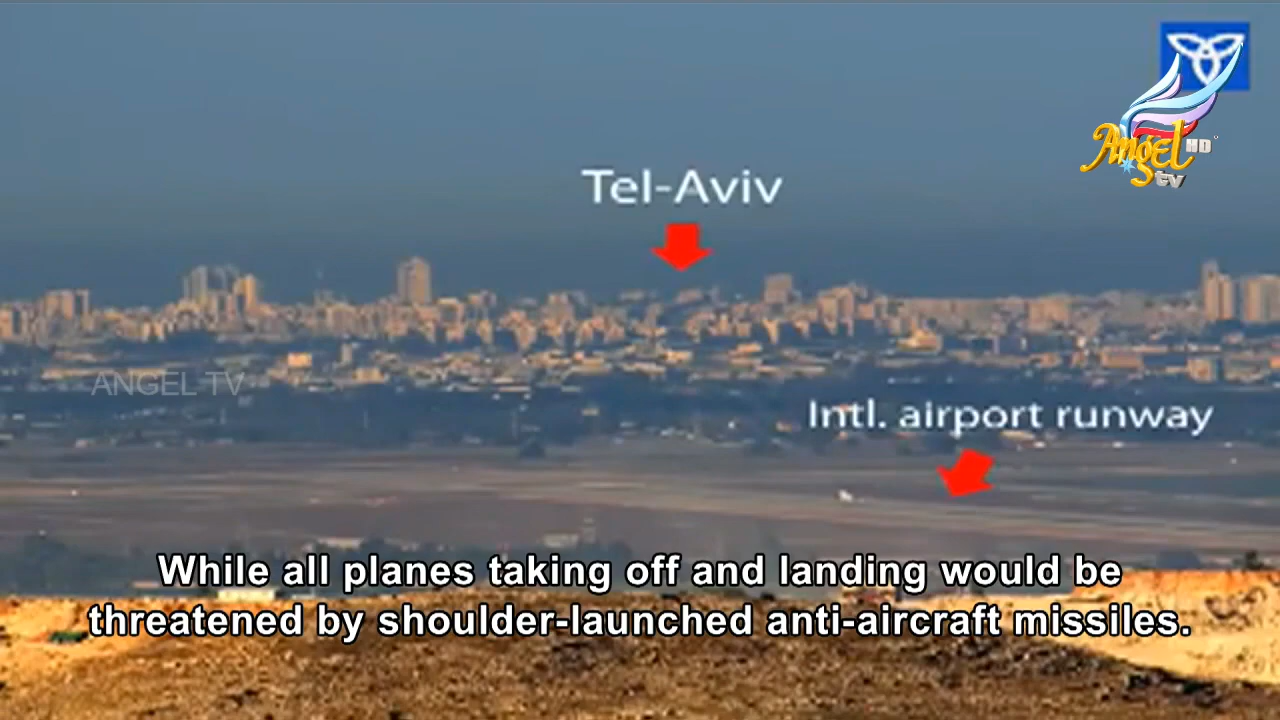 Angel HD
tv
Tel-Aviv
ANGEL TV
Intl. airport runway
While all planes taking off and landing would be
threatened by shoulder-launched anti-aircraft missiles.